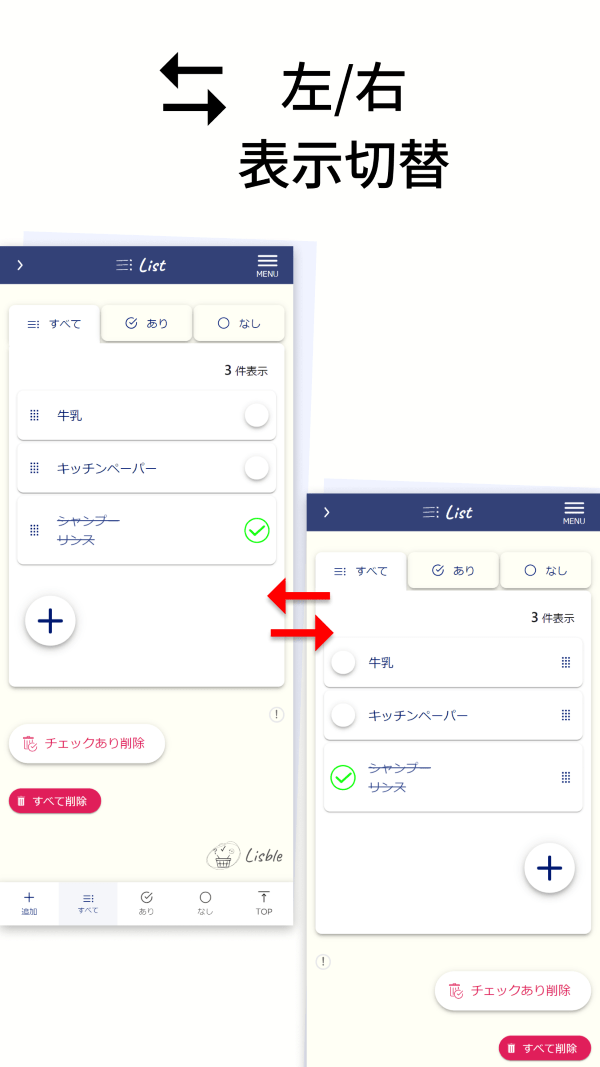 左/右
表示切替
List
MENU
すべて
あり
なし
3 件表示
牛乳
キッチンペーパー
シャンプー
リンス
チェックあり削除
すべて削除
Lisble
追加
すべて
あり
なし
TOP
List
MENU
すべて
あり
なし
3 件表示
牛乳
キッチンペーパー
シャンプー
リンス
チェックあり削除
すべて削除